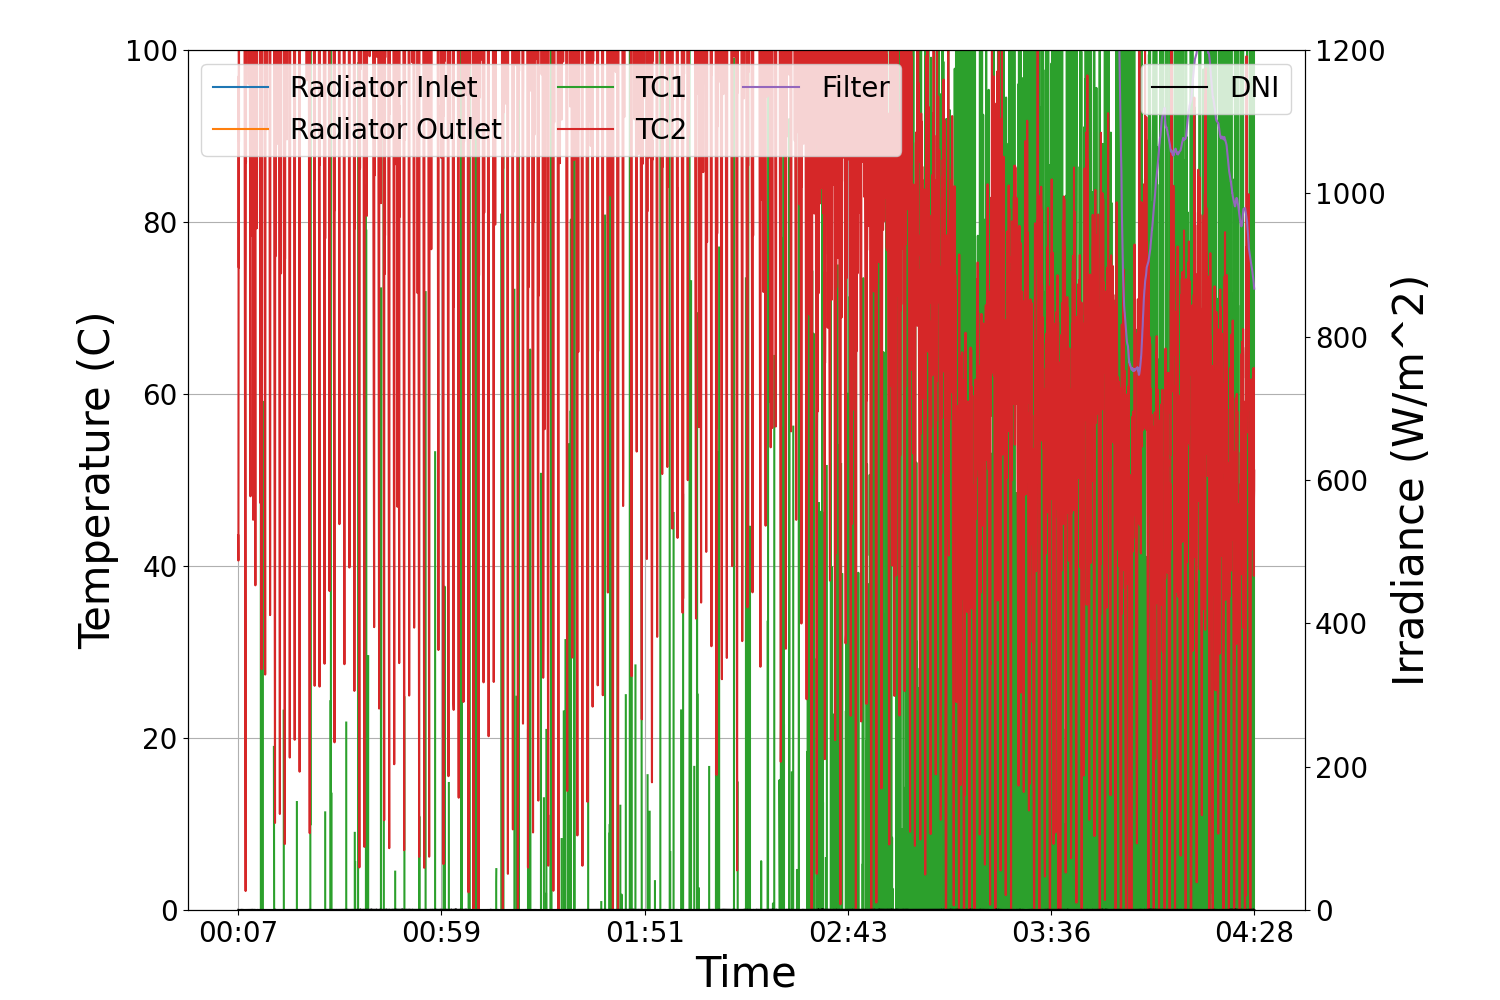 100
80
60
40
20
0
Temperature (C)
Radiator Inlet
Radiator Outlet
TC1
TC2
Filter
DNI
1200
1000
800
600
400
200
0
Irradiance (W/m^2)
00:07
00:59
01:51
02:43
03:36
04:28
Time